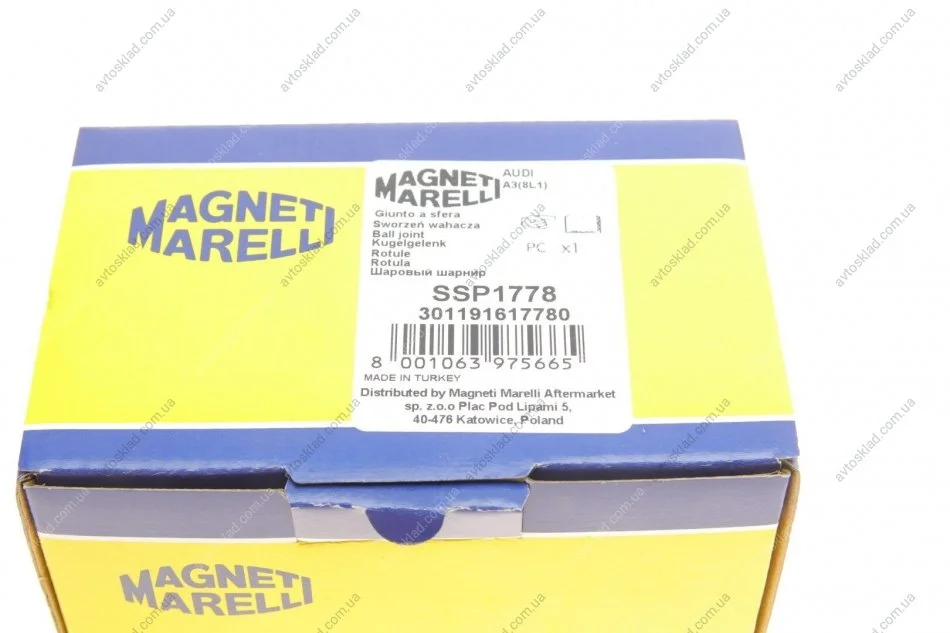 MAGNETI
MARELLI
MAGNETI
MARELLI
AUDI
A3(8L1)
Giunto a sfera
Sworzeń wahacza
Ball joint
Kugelgelenk
Rotule
Rotula
Шаровый шарнир
PC x1
SSP1778
301191617780
8 001063 975665
MADE IN TURKEY
Distributed by Magneti Marelli Aftermarket
sp. z.o.o Plac Pod Lipami 5,
40-476 Katowice, Poland
MAGNETI
MARELLI
avtosklad.com.ua